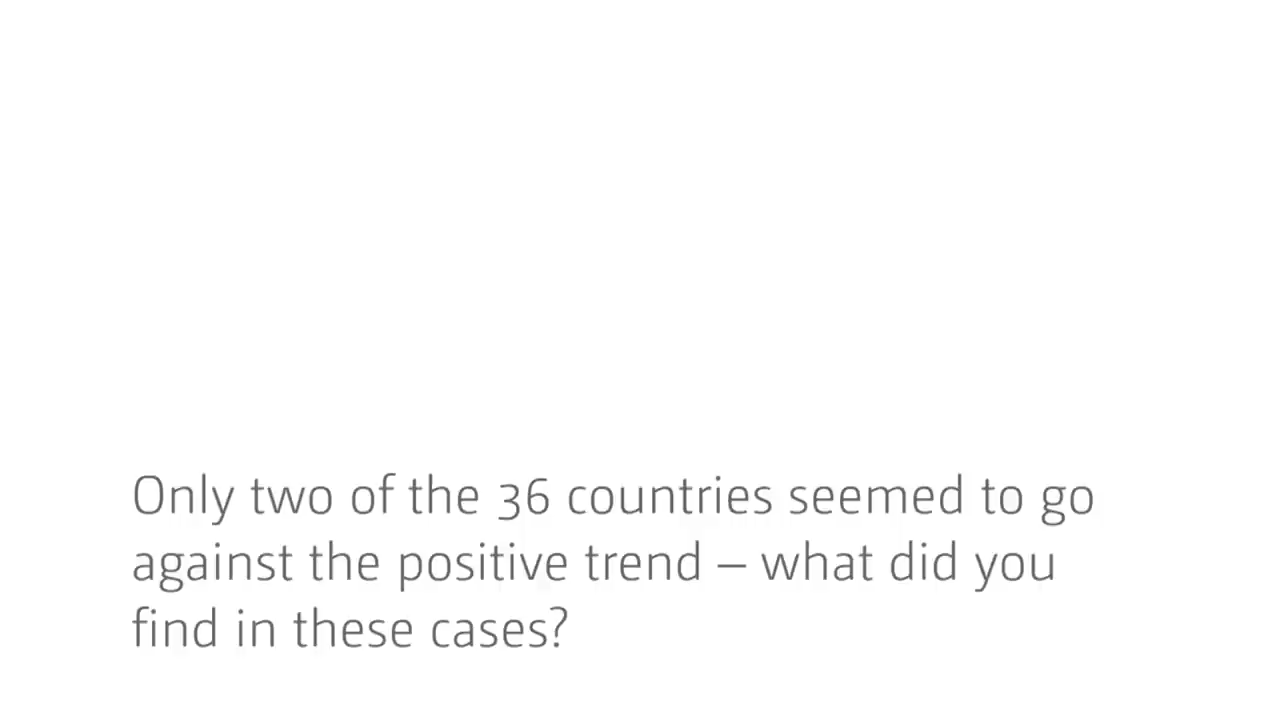 Only two of the 36 countries seemed to go
against the positive trend – what did you
find in these cases?